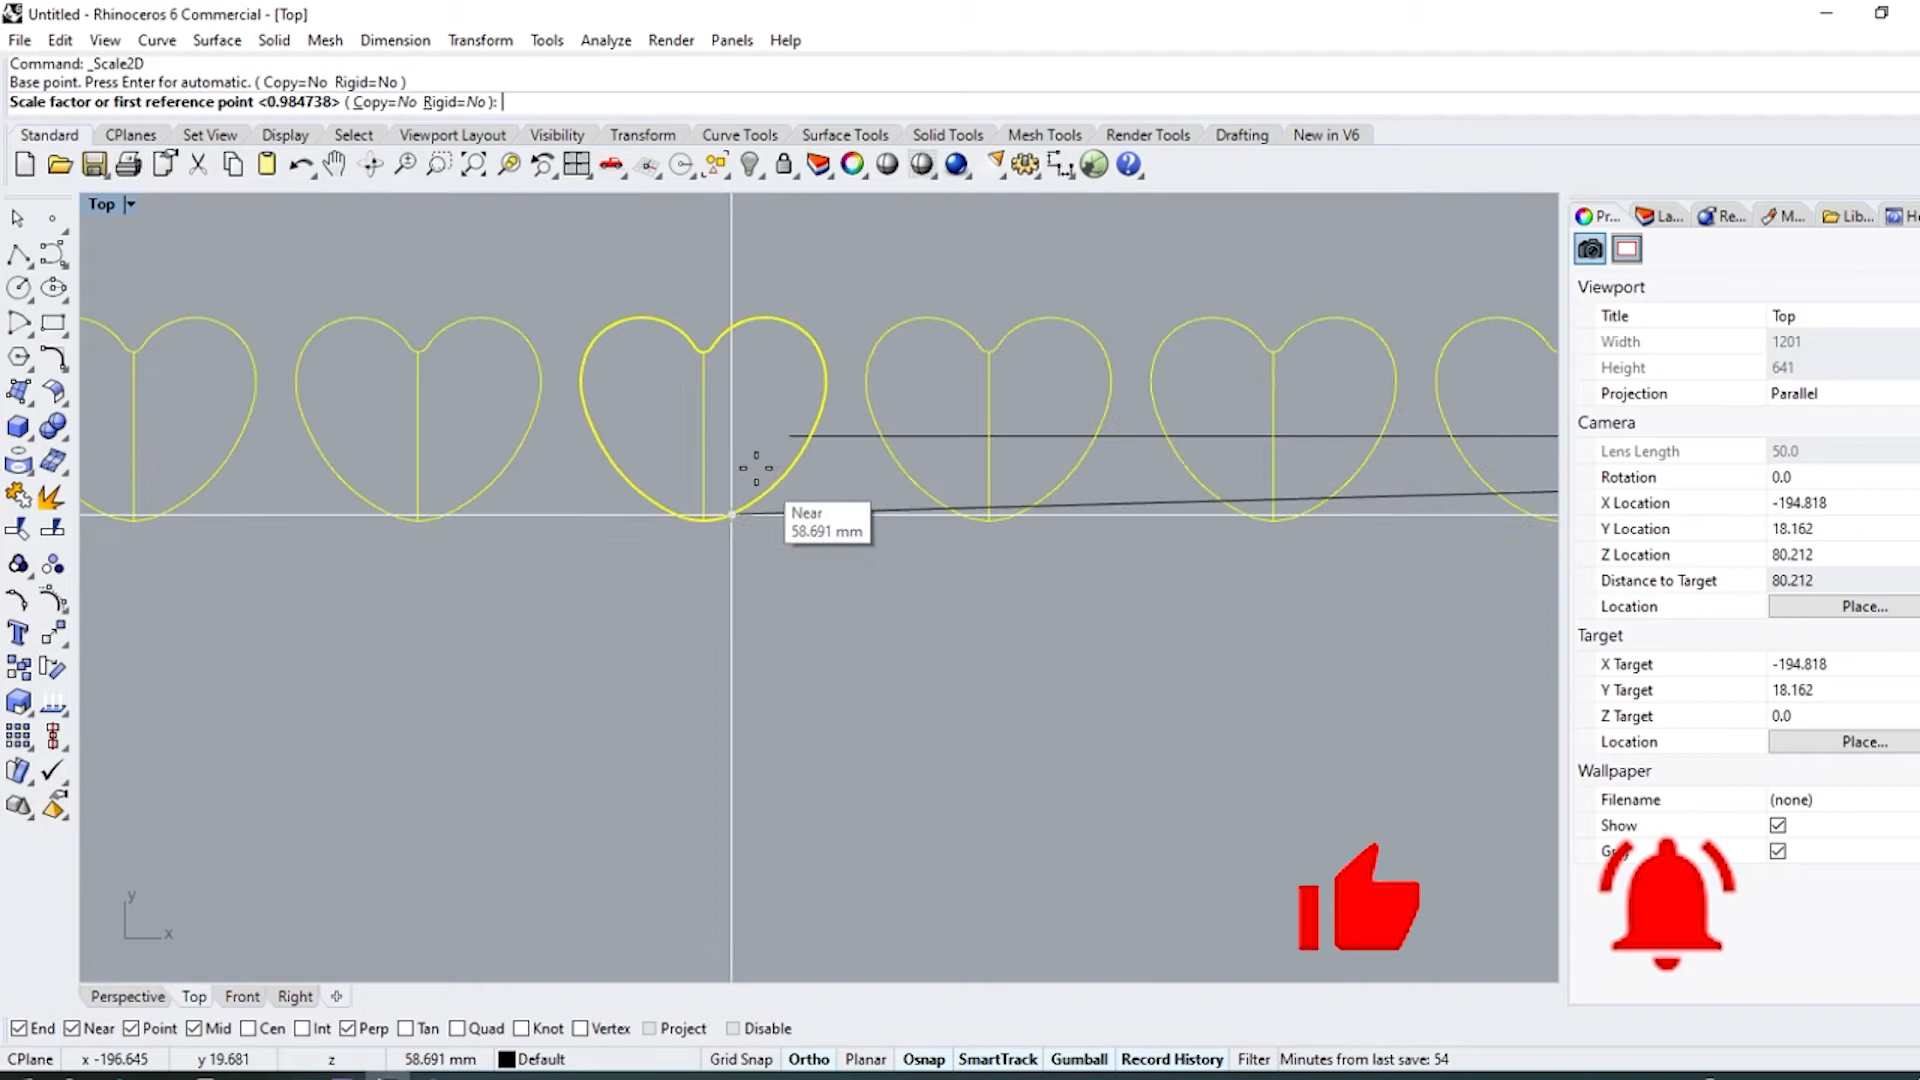 Untitled - Rhinoceros 6 Commercial - [Top]
File Edit View Curve Surface Solid Mesh Dimension Transform Tools Analyze Render Panels Help
Command: _Scale2D
Base point. Press Enter for automatic. ( Copy=No Rigid=No )
Scale factor or first reference point <0.984738> ( Copy=No Rigid=No ):
Standard CPlanes Set View Display Select Viewport Layout Visibility Transform Curve Tools Surface Tools Solid Tools Mesh Tools Render Tools Drafting New in V6
Top
Pr... La... Re... M... Lib... He
Viewport
Title Top
Width 1201
Height 641
Projection Parallel
Camera
Lens Length 50.0
Rotation 0.0
X Location -194.818
Y Location 18.162
Z Location 80.212
Distance to Target 80.212
Location Place...
Target
X Target -194.818
Y Target 18.162
Z Target 0.0
Location Place...
Wallpaper
Filename (none)
Show
Near
58.691 mm
y
x
Perspective Top Front Right
End Near Point Mid Cen Int Perp Tan Quad Knot Vertex Project Disable
CPlane x -196.645 y 19.681 z 58.691 mm Default Grid Snap Ortho Planar Osnap SmartTrack Gumball Record History Filter Minutes from last save: 54